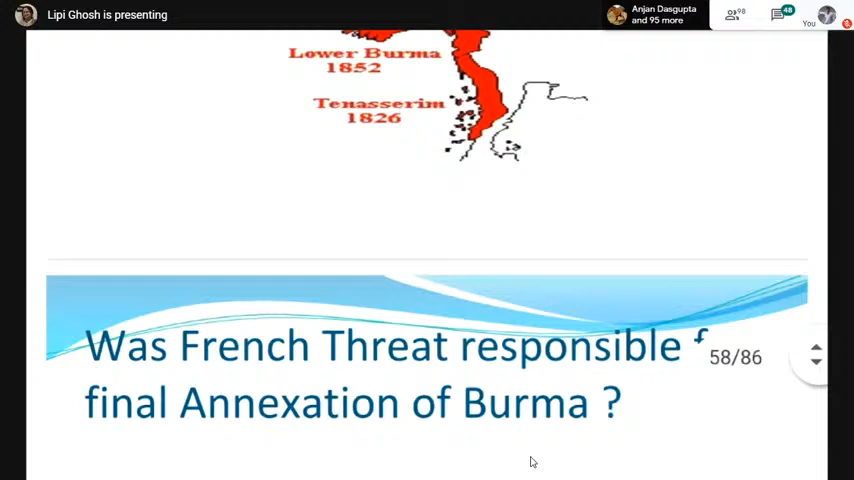 Lipi Ghosh is presenting
Anjan Dasgupta
and 95 more
98
48
You
Lower Burma
1852
Tenasserim
1826
Was French Threat responsible f
58/86
final Annexation of Burma ?